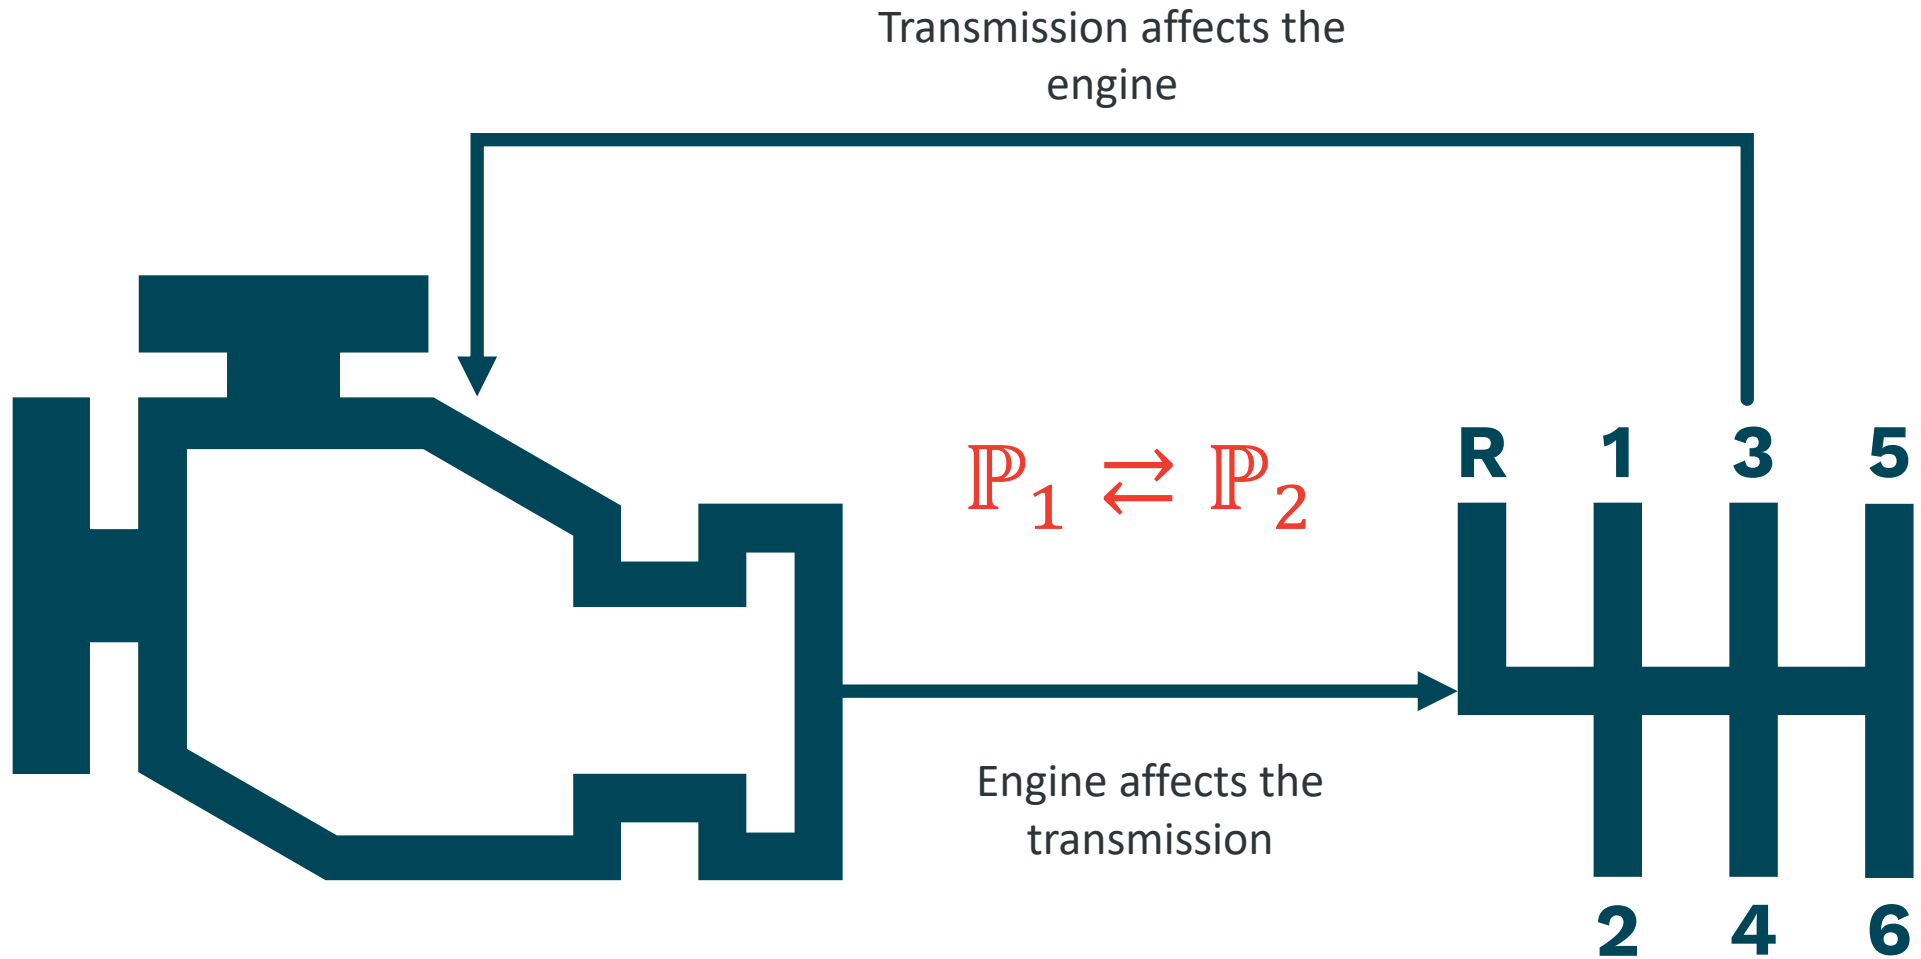 Transmission affects the
engine
ℙ₁ ⇄ ℙ₂
R 1 3 5
Engine affects the
transmission
2 4 6